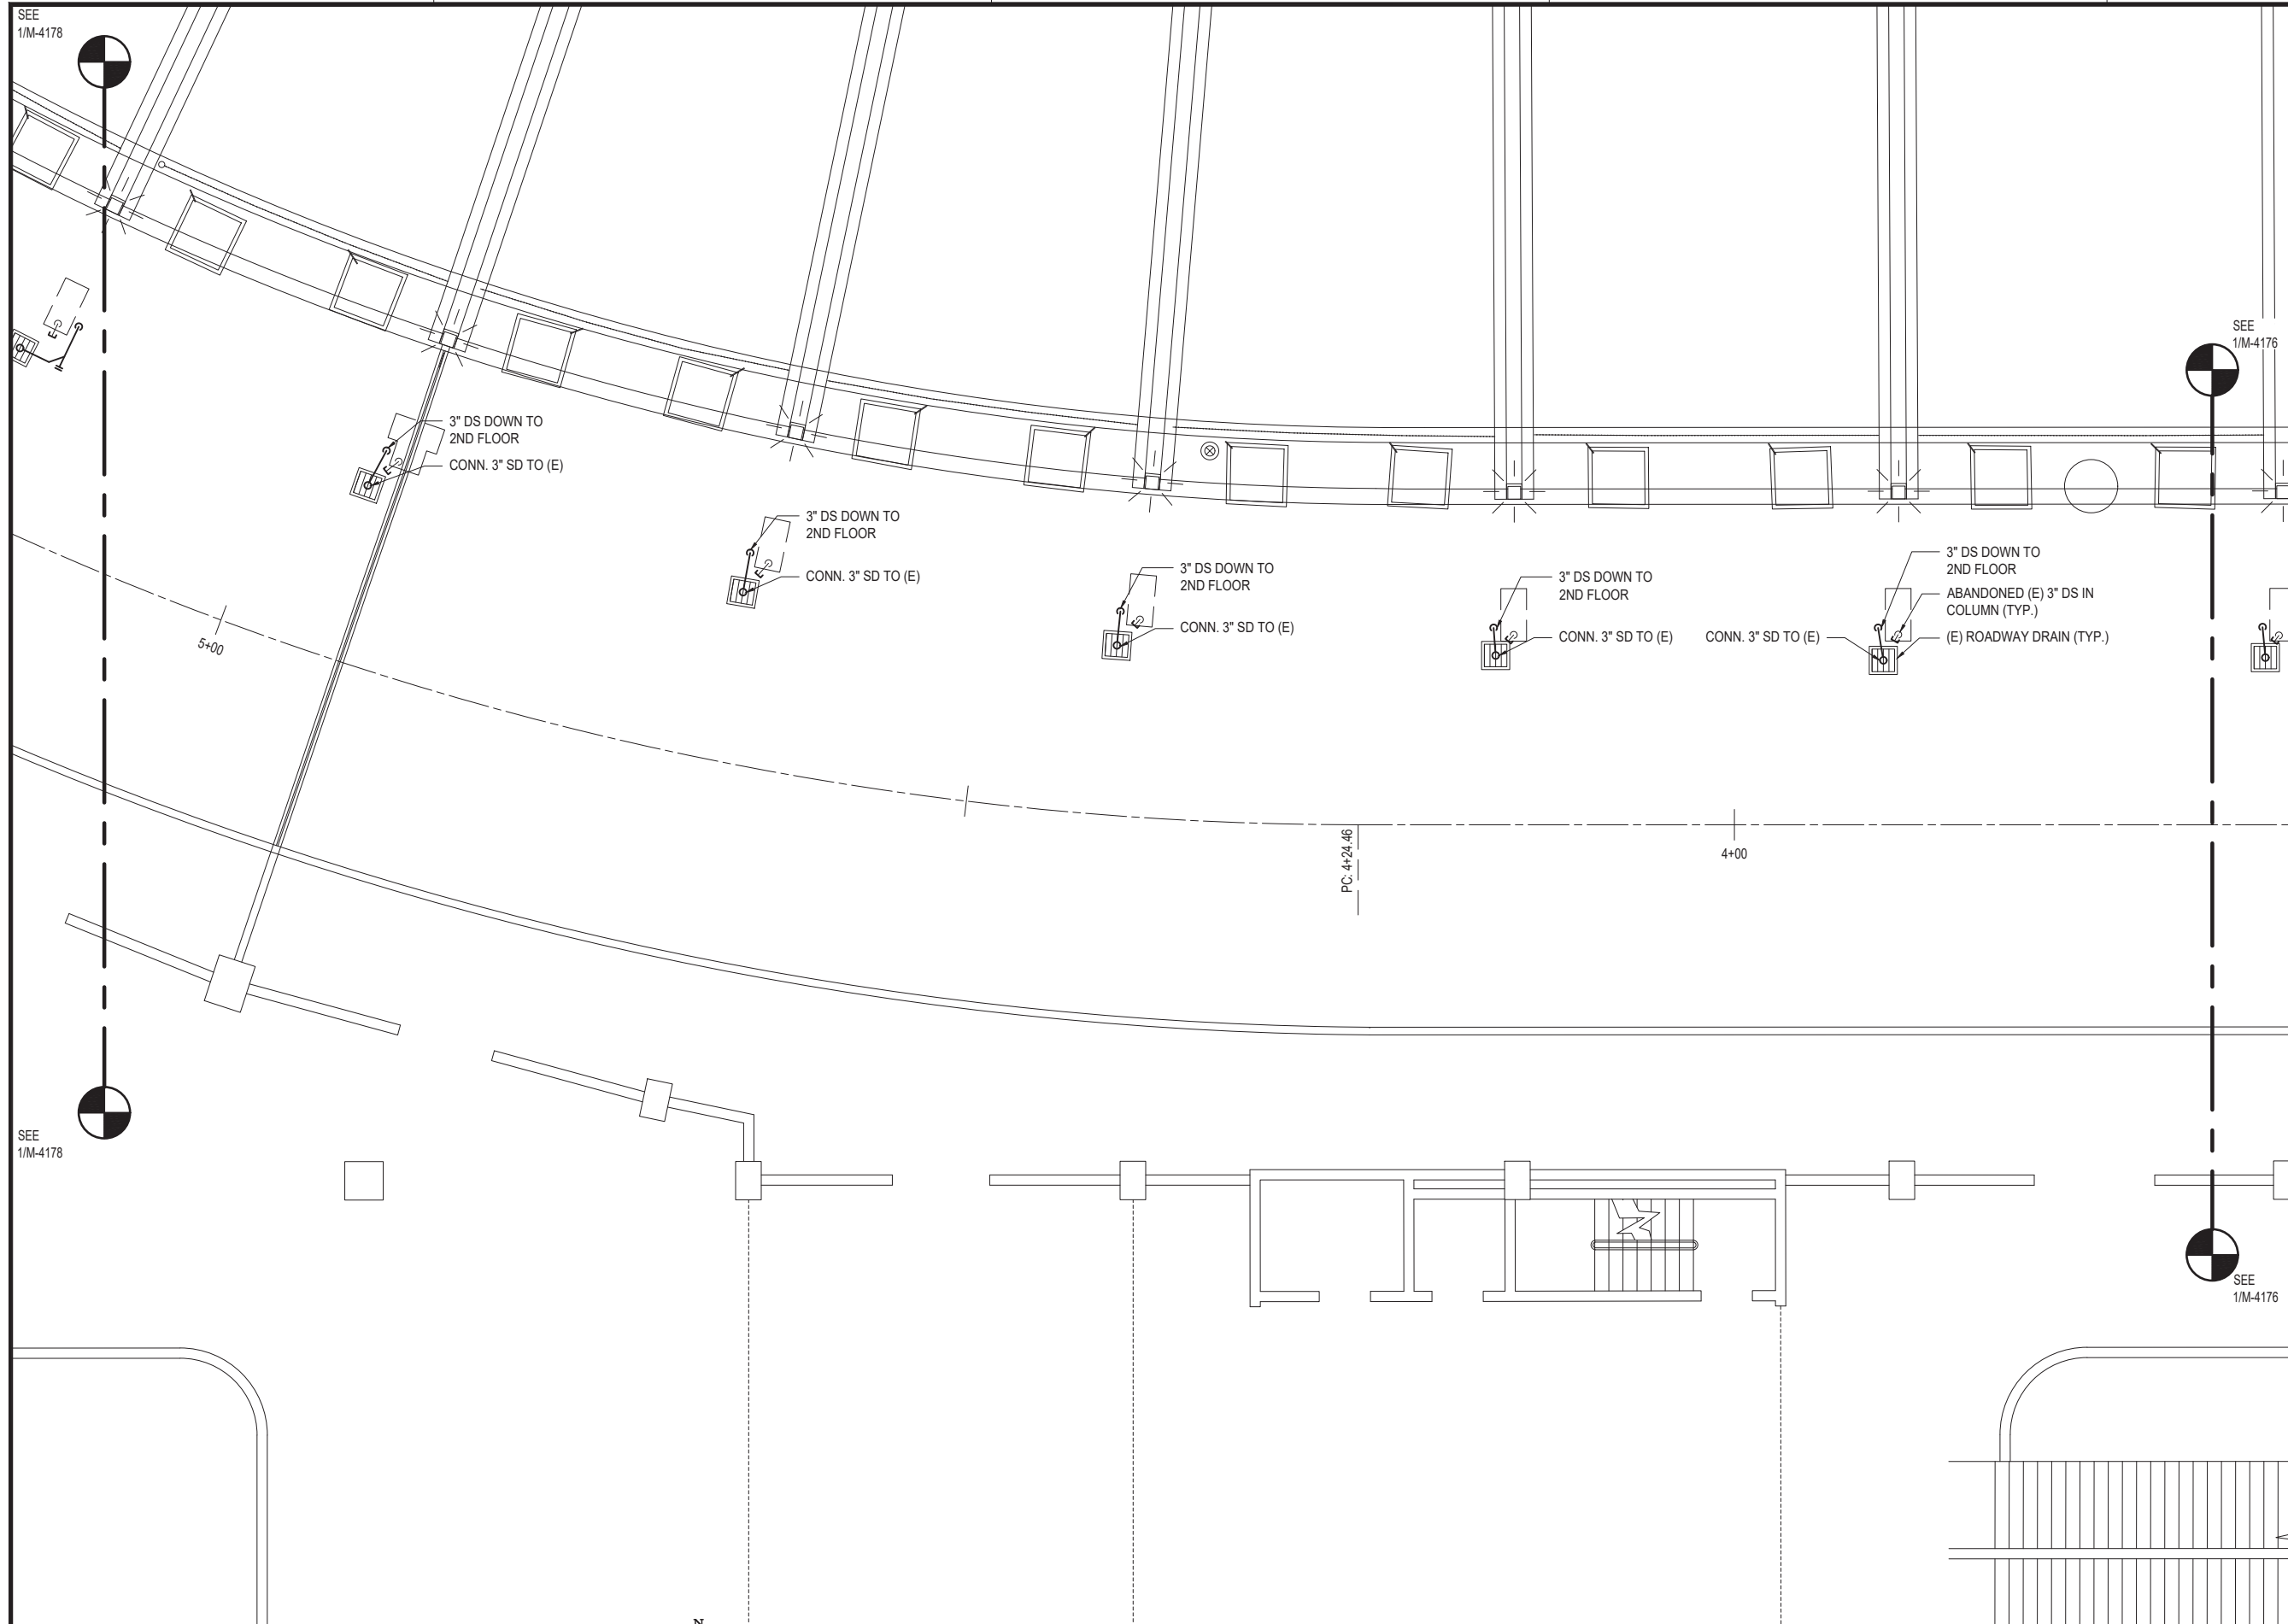 SEE
1/M-4178
SEE
1/M-4176
3" DS DOWN TO
2ND FLOOR
CONN. 3" SD TO (E)
E
E
3" DS DOWN TO
2ND FLOOR
CONN. 3" SD TO (E)
E
3" DS DOWN TO
2ND FLOOR
CONN. 3" SD TO (E)
E
3" DS DOWN TO
2ND FLOOR
CONN. 3" SD TO (E)
E
3" DS DOWN TO
2ND FLOOR
ABANDONED (E) 3" DS IN
COLUMN (TYP.)
CONN. 3" SD TO (E)
(E) ROADWAY DRAIN (TYP.)
E
E
5+00
PC: 4+24.46
4+00
SEE
1/M-4178
SEE
1/M-4176
N